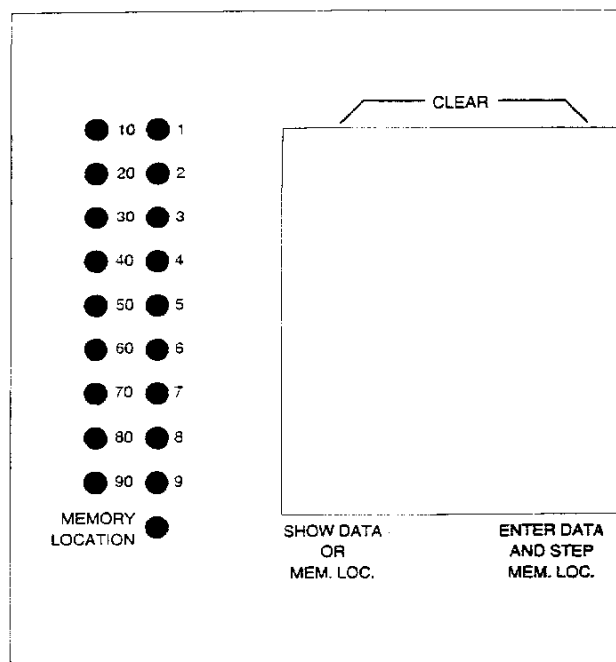 CLEAR
10 1
20 2
30 3
40 4
50 5
60 6
70 7
80 8
90 9
MEMORY
LOCATION
SHOW DATA
OR
MEM. LOC.
ENTER DATA
AND STEP
MEM. LOC.